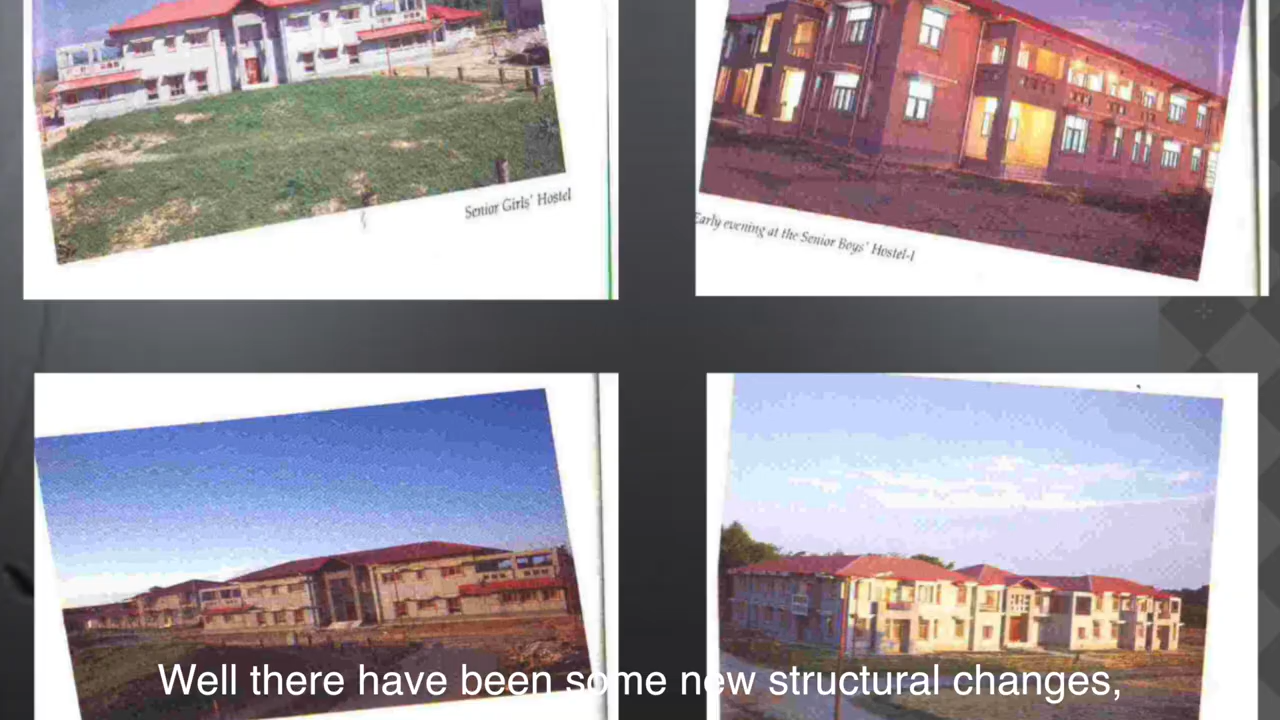 Senior Girls' Hostel
Early evening at the Senior Boys' Hostel-I
Well there have been some new structural changes,